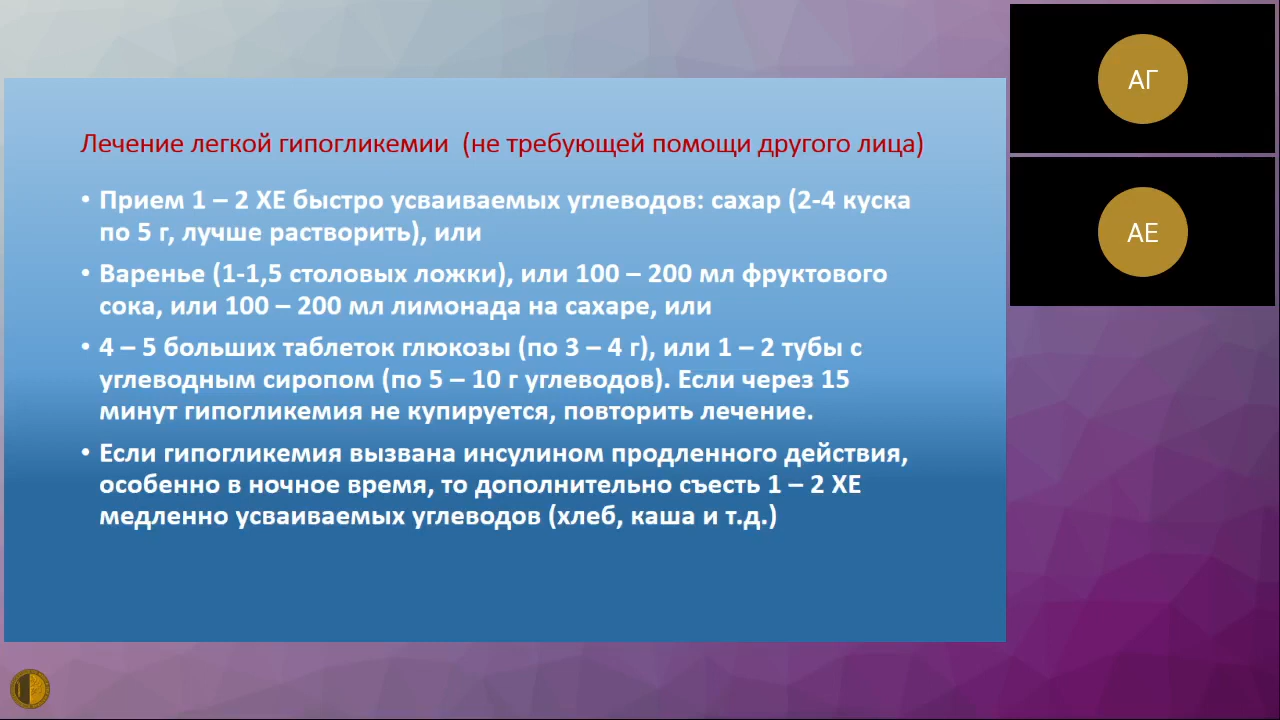 Лечение легкой гипогликемии (не требующей помощи другого лица)
• Прием 1 – 2 ХЕ быстро усваиваемых углеводов: сахар (2-4 куска
по 5 г, лучше растворить), или
• Варенье (1-1,5 столовых ложки), или 100 – 200 мл фруктового
сока, или 100 – 200 мл лимонада на сахаре, или
• 4 – 5 больших таблеток глюкозы (по 3 – 4 г), или 1 – 2 тубы с
углеводным сиропом (по 5 – 10 г углеводов). Если через 15
минут гипогликемия не купируется, повторить лечение.
• Если гипогликемия вызвана инсулином продленного действия,
особенно в ночное время, то дополнительно съесть 1 – 2 ХЕ
медленно усваиваемых углеводов (хлеб, каша и т.д.)
АГ
АЕ